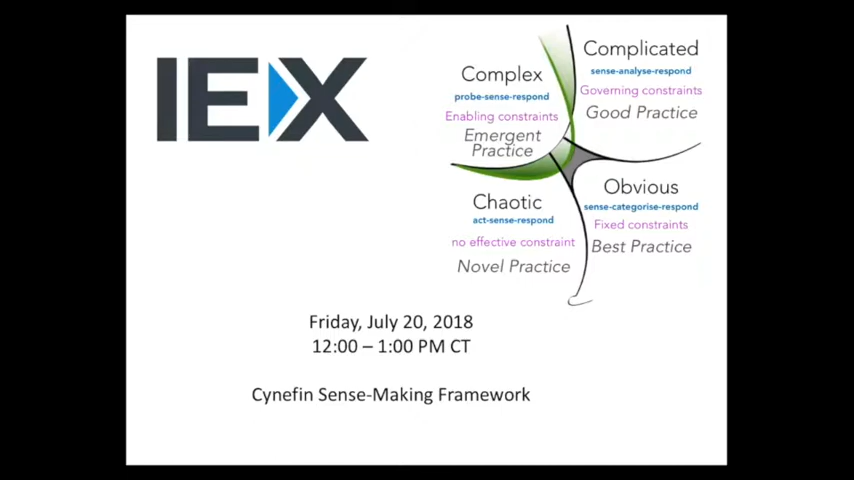 IEX
Complex
probe-sense-respond
Enabling constraints
Emergent
Practice
Complicated
sense-analyse-respond
Governing constraints
Good Practice
Chaotic
act-sense-respond
no effective constraint
Novel Practice
Obvious
sense-categorise-respond
Fixed constraints
Best Practice
Friday, July 20, 2018
12:00 – 1:00 PM CT
Cynefin Sense-Making Framework